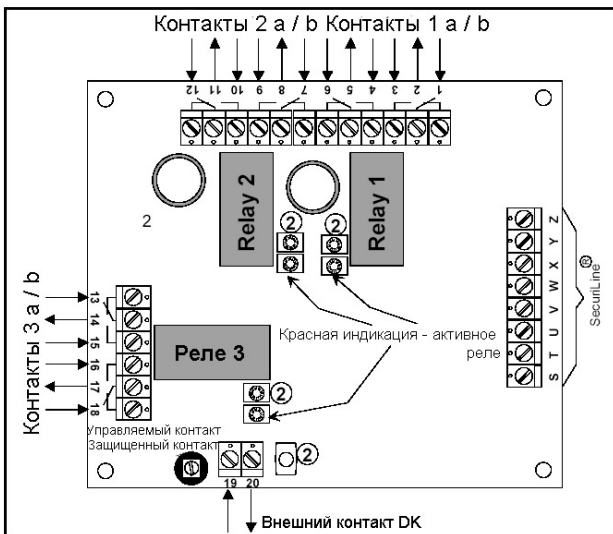 Контакты 2 a / b Контакты 1 a / b
12 11 10 9 8 7 6 5 4 3 2 1
Relay 2
Relay 1
2
2
2
Z
Y
X
W
V
U
T
S
SecuriLine ®
Контакты 3 a / b
13
14
15
16
17
18
Красная индикация - активное
реле
Реле 3
2
Управляемый контакт
Защищенный контакт
2
19 20
Внешний контакт DK